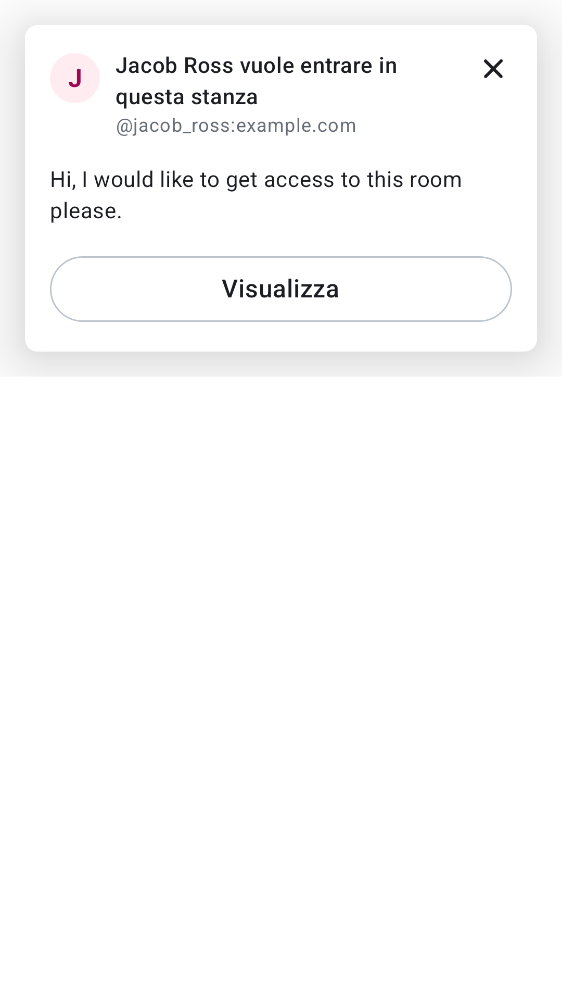 J
Jacob Ross vuole entrare in
questa stanza
@jacob_ross:example.com
Hi, I would like to get access to this room
please.
Visualizza